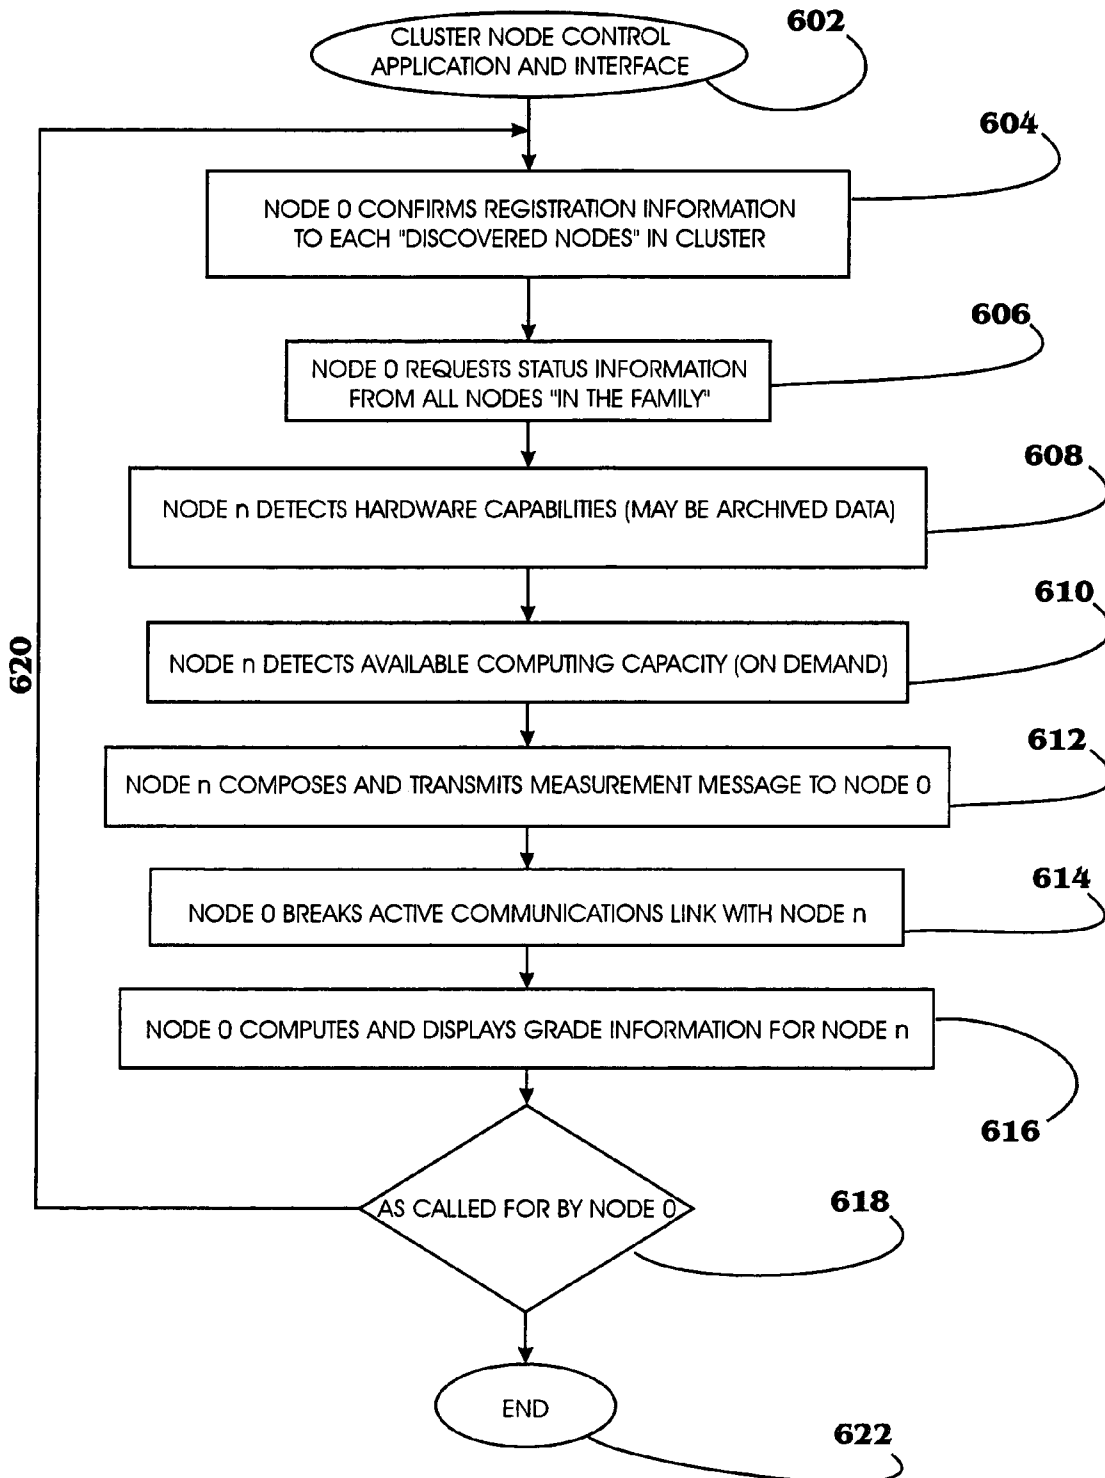 CLUSTER NODE CONTROL
APPLICATION AND INTERFACE
602
604
NODE 0 CONFIRMS REGISTRATION INFORMATION
TO EACH "DISCOVERED NODES" IN CLUSTER
606
NODE 0 REQUESTS STATUS INFORMATION
FROM ALL NODES "IN THE FAMILY"
608
NODE n DETECTS HARDWARE CAPABILITIES (MAY BE ARCHIVED DATA)
610
NODE n DETECTS AVAILABLE COMPUTING CAPACITY (ON DEMAND)
620
612
NODE n COMPOSES AND TRANSMITS MEASUREMENT MESSAGE TO NODE 0
614
NODE 0 BREAKS ACTIVE COMMUNICATIONS LINK WITH NODE n
NODE 0 COMPUTES AND DISPLAYS GRADE INFORMATION FOR NODE n
616
AS CALLED FOR BY NODE 0
618
END
622